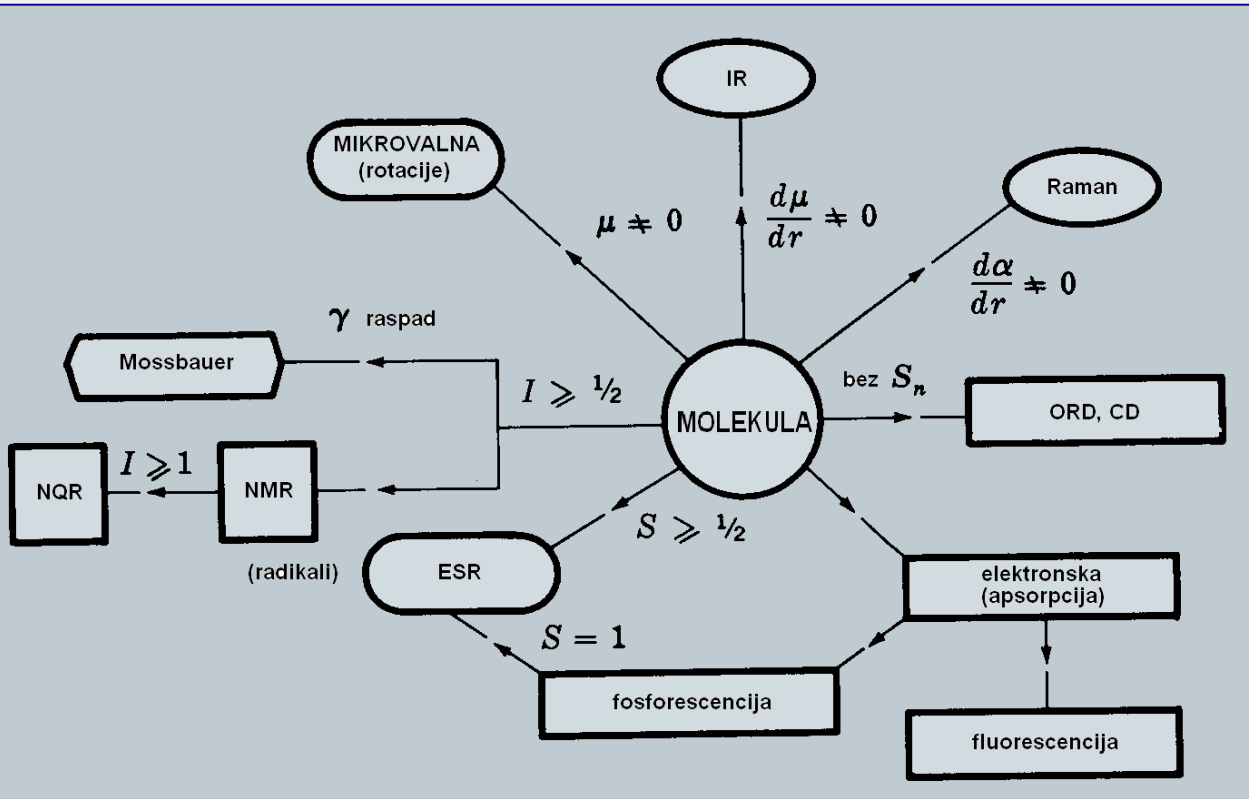 IR
MIKROVALNA
(rotacije)
Raman
μ ≠ 0
dμ/dr ≠ 0
dα/dr ≠ 0
γ raspad
Mossbauer
I ⩾ ½
MOLEKULA
bez Sₙ
ORD, CD
NQR
I ⩾ 1
NMR
S ⩾ ½
(radikali)
ESR
elektronska
(apsorpcija)
S = 1
fosforescencija
fluorescencija